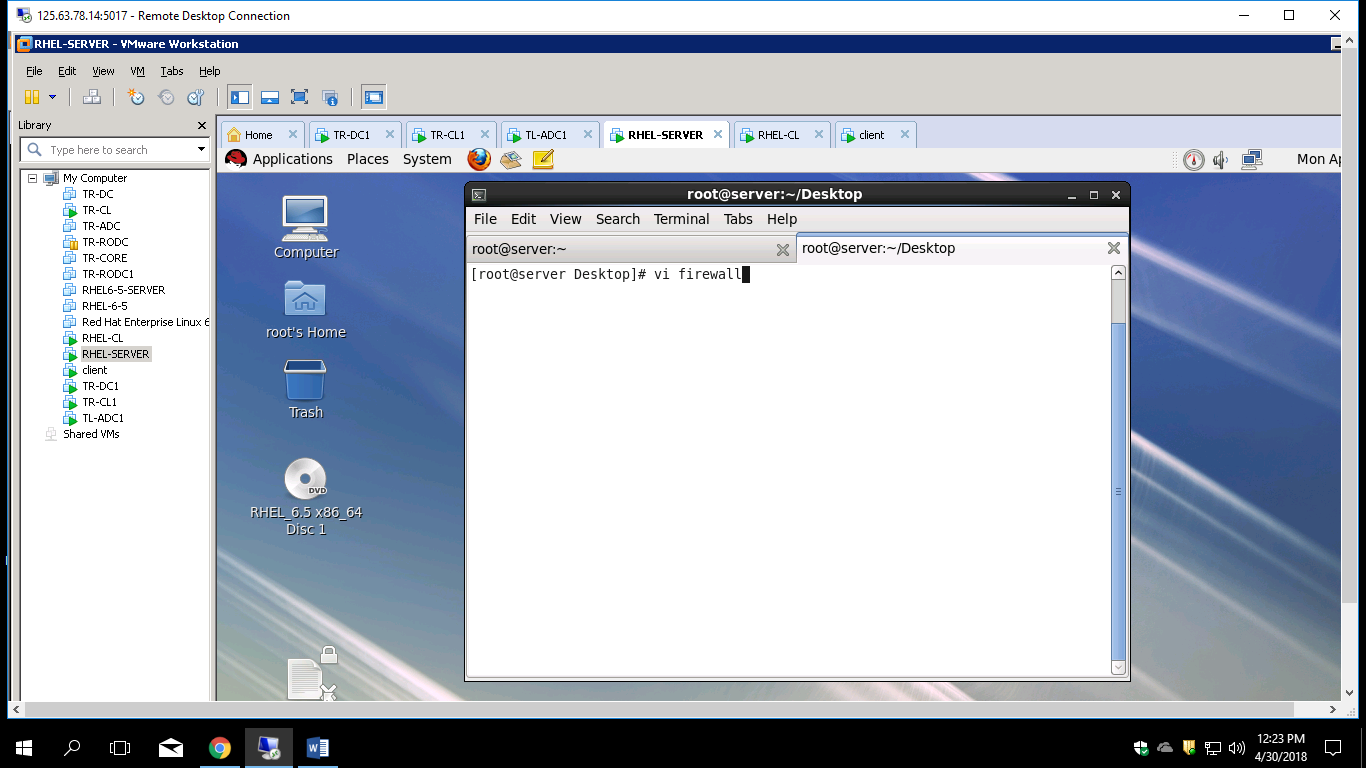 125.63.78.14:5017 - Remote Desktop Connection
RHEL-SERVER - VMware Workstation
File Edit View VM Tabs Help
Library
Type here to search
My Computer
TR-DC
TR-CL
TR-ADC
TR-RODC
TR-CORE
TR-RODC1
RHEL6-5-SERVER
RHEL-6-5
Red Hat Enterprise Linux 6
RHEL-CL
RHEL-SERVER
client
TR-DC1
TR-CL1
TL-ADC1
Shared VMs
Home TR-DC1 TR-CL1 TL-ADC1 RHEL-SERVER RHEL-CL client
Applications Places System Mon Ap
Computer
root's Home
Trash
DVD
RHEL_6.5 x86_64
Disc 1
root@server:~/Desktop
File Edit View Search Terminal Tabs Help
root@server:~ root@server:~/Desktop
[root@server Desktop]# vi firewall
12:23 PM
4/30/2018